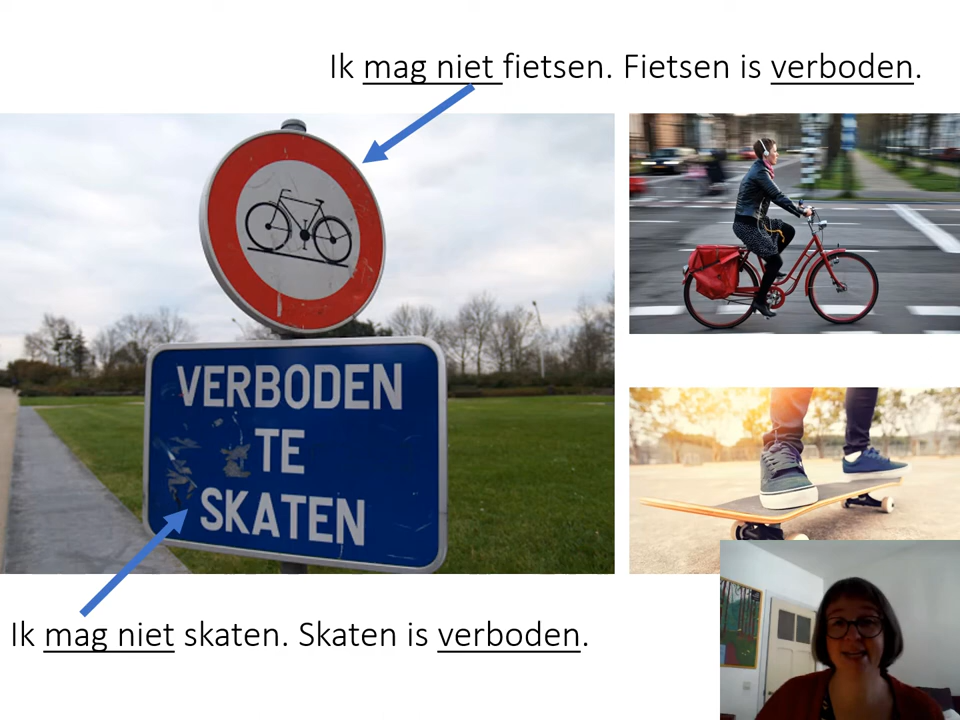 Ik mag niet fietsen. Fietsen is verboden.
VERBODEN
TE
SKATEN
Ik mag niet skaten. Skaten is verboden.